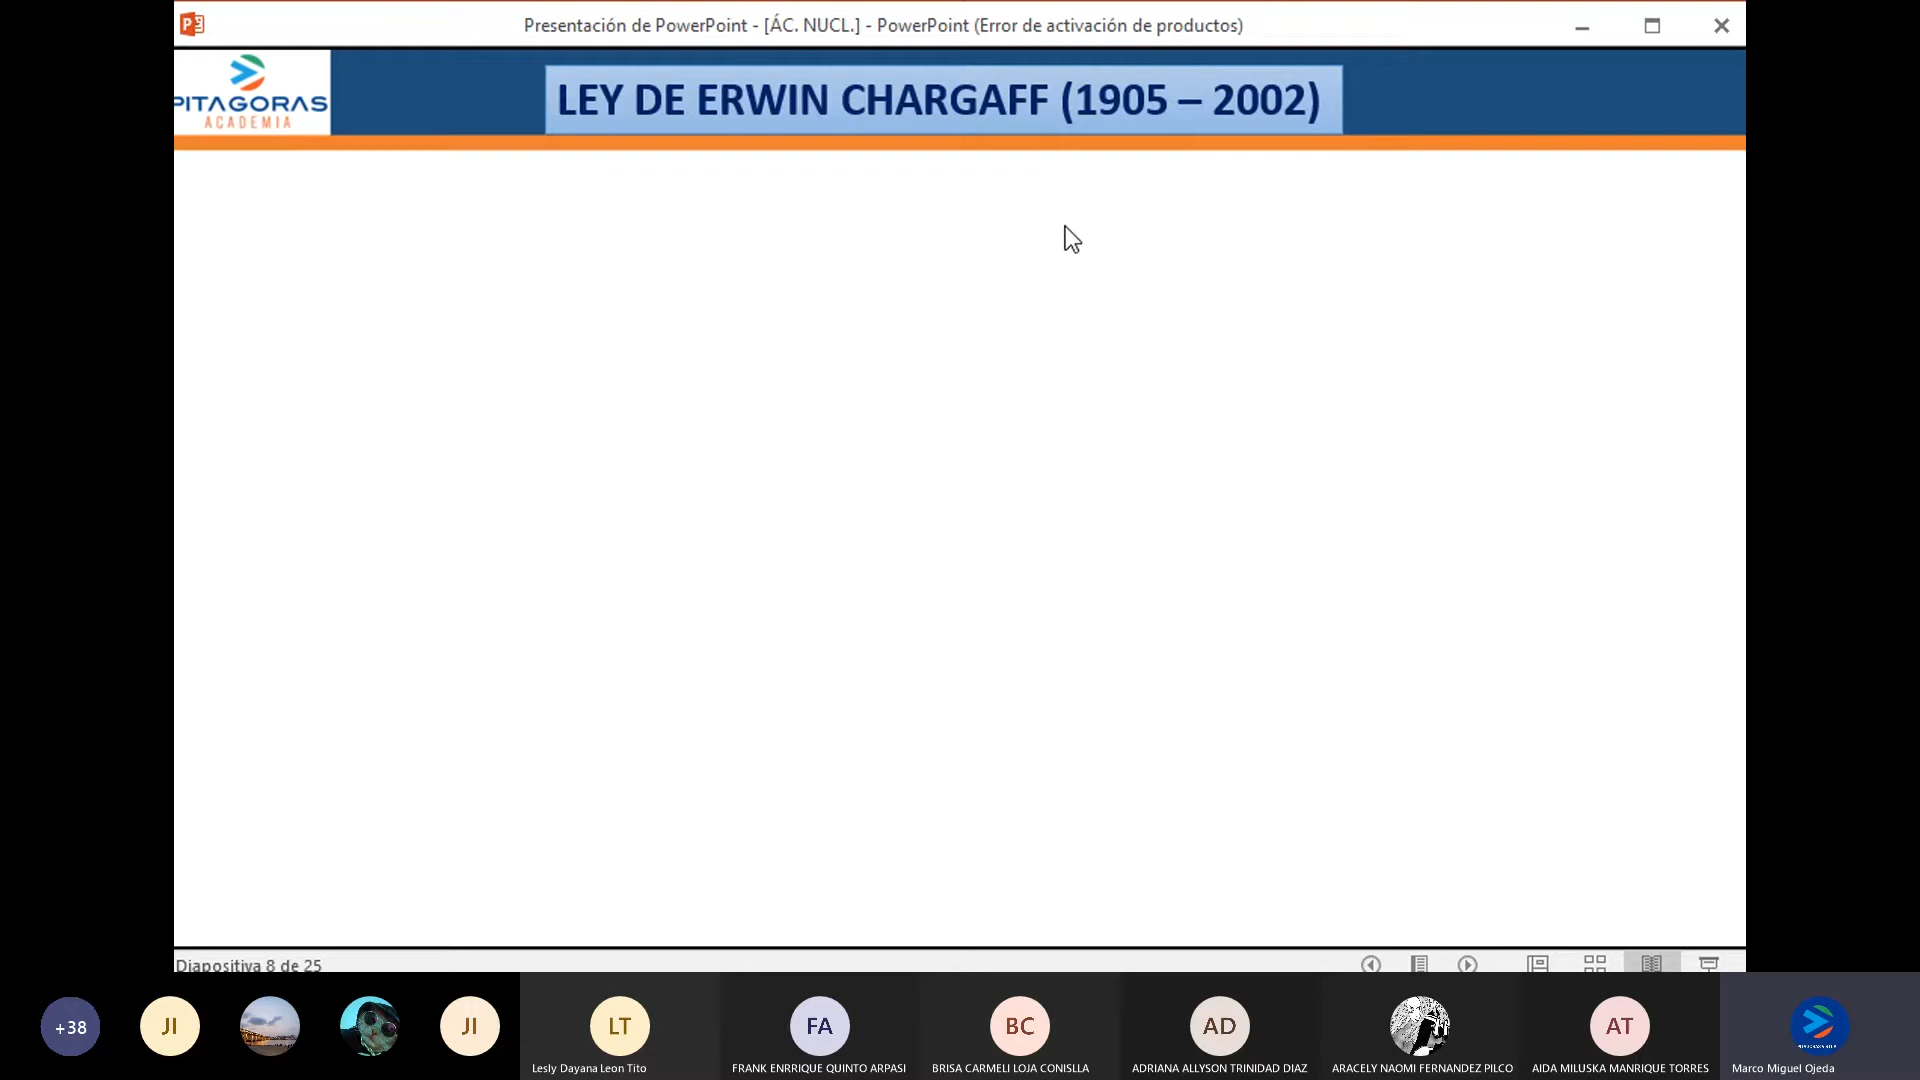 Presentación de PowerPoint - [ÁC. NUCL.] - PowerPoint (Error de activación de productos)
PITAGORAS
ACADEMIA
LEY DE ERWIN CHARGAFF (1905 – 2002)
Diapositiva 8 de 25
+38
JI
JI
LT
FA
BC
AD
AT
Lesly Dayana Leon Tito
FRANK ENRRIQUE QUINTO ARPASI
BRISA CARMELI LOJA CONISLLA
ADRIANA ALLYSON TRINIDAD DIAZ
ARACELY NAOMI FERNANDEZ PILCO
AIDA MILUSKA MANRIQUE TORRES
Marco Miguel Ojeda